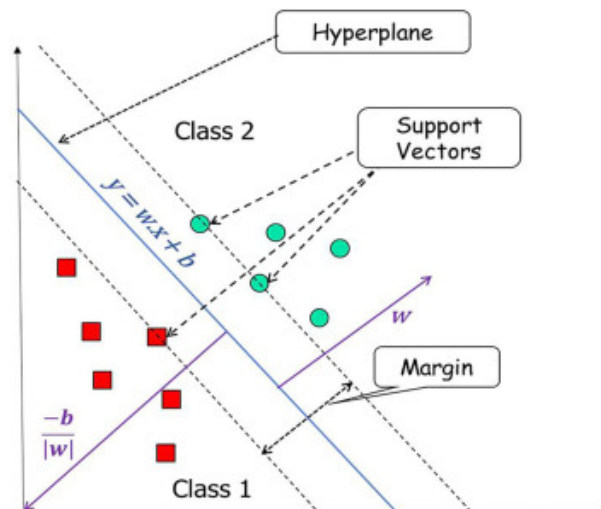 Hyperplane
Class 2
Support
Vectors
y = wx + b
w
Margin
−b
|w|
Class 1